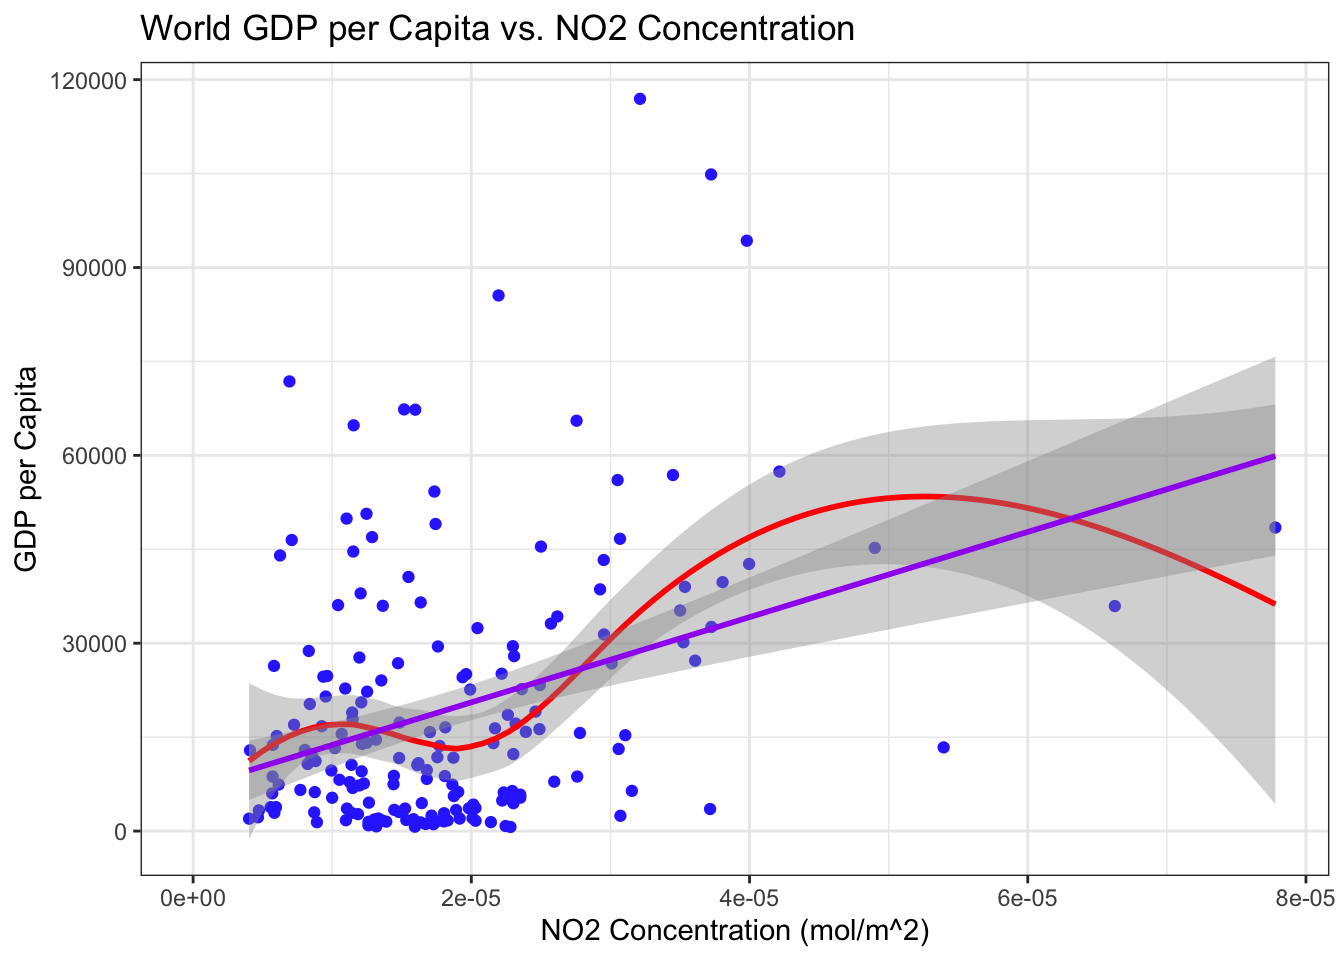 World GDP per Capita vs. NO2 Concentration
120000
90000
60000
30000
0
GDP per Capita
0e+00 2e-05 4e-05 6e-05 8e-05
NO2 Concentration (mol/m^2)